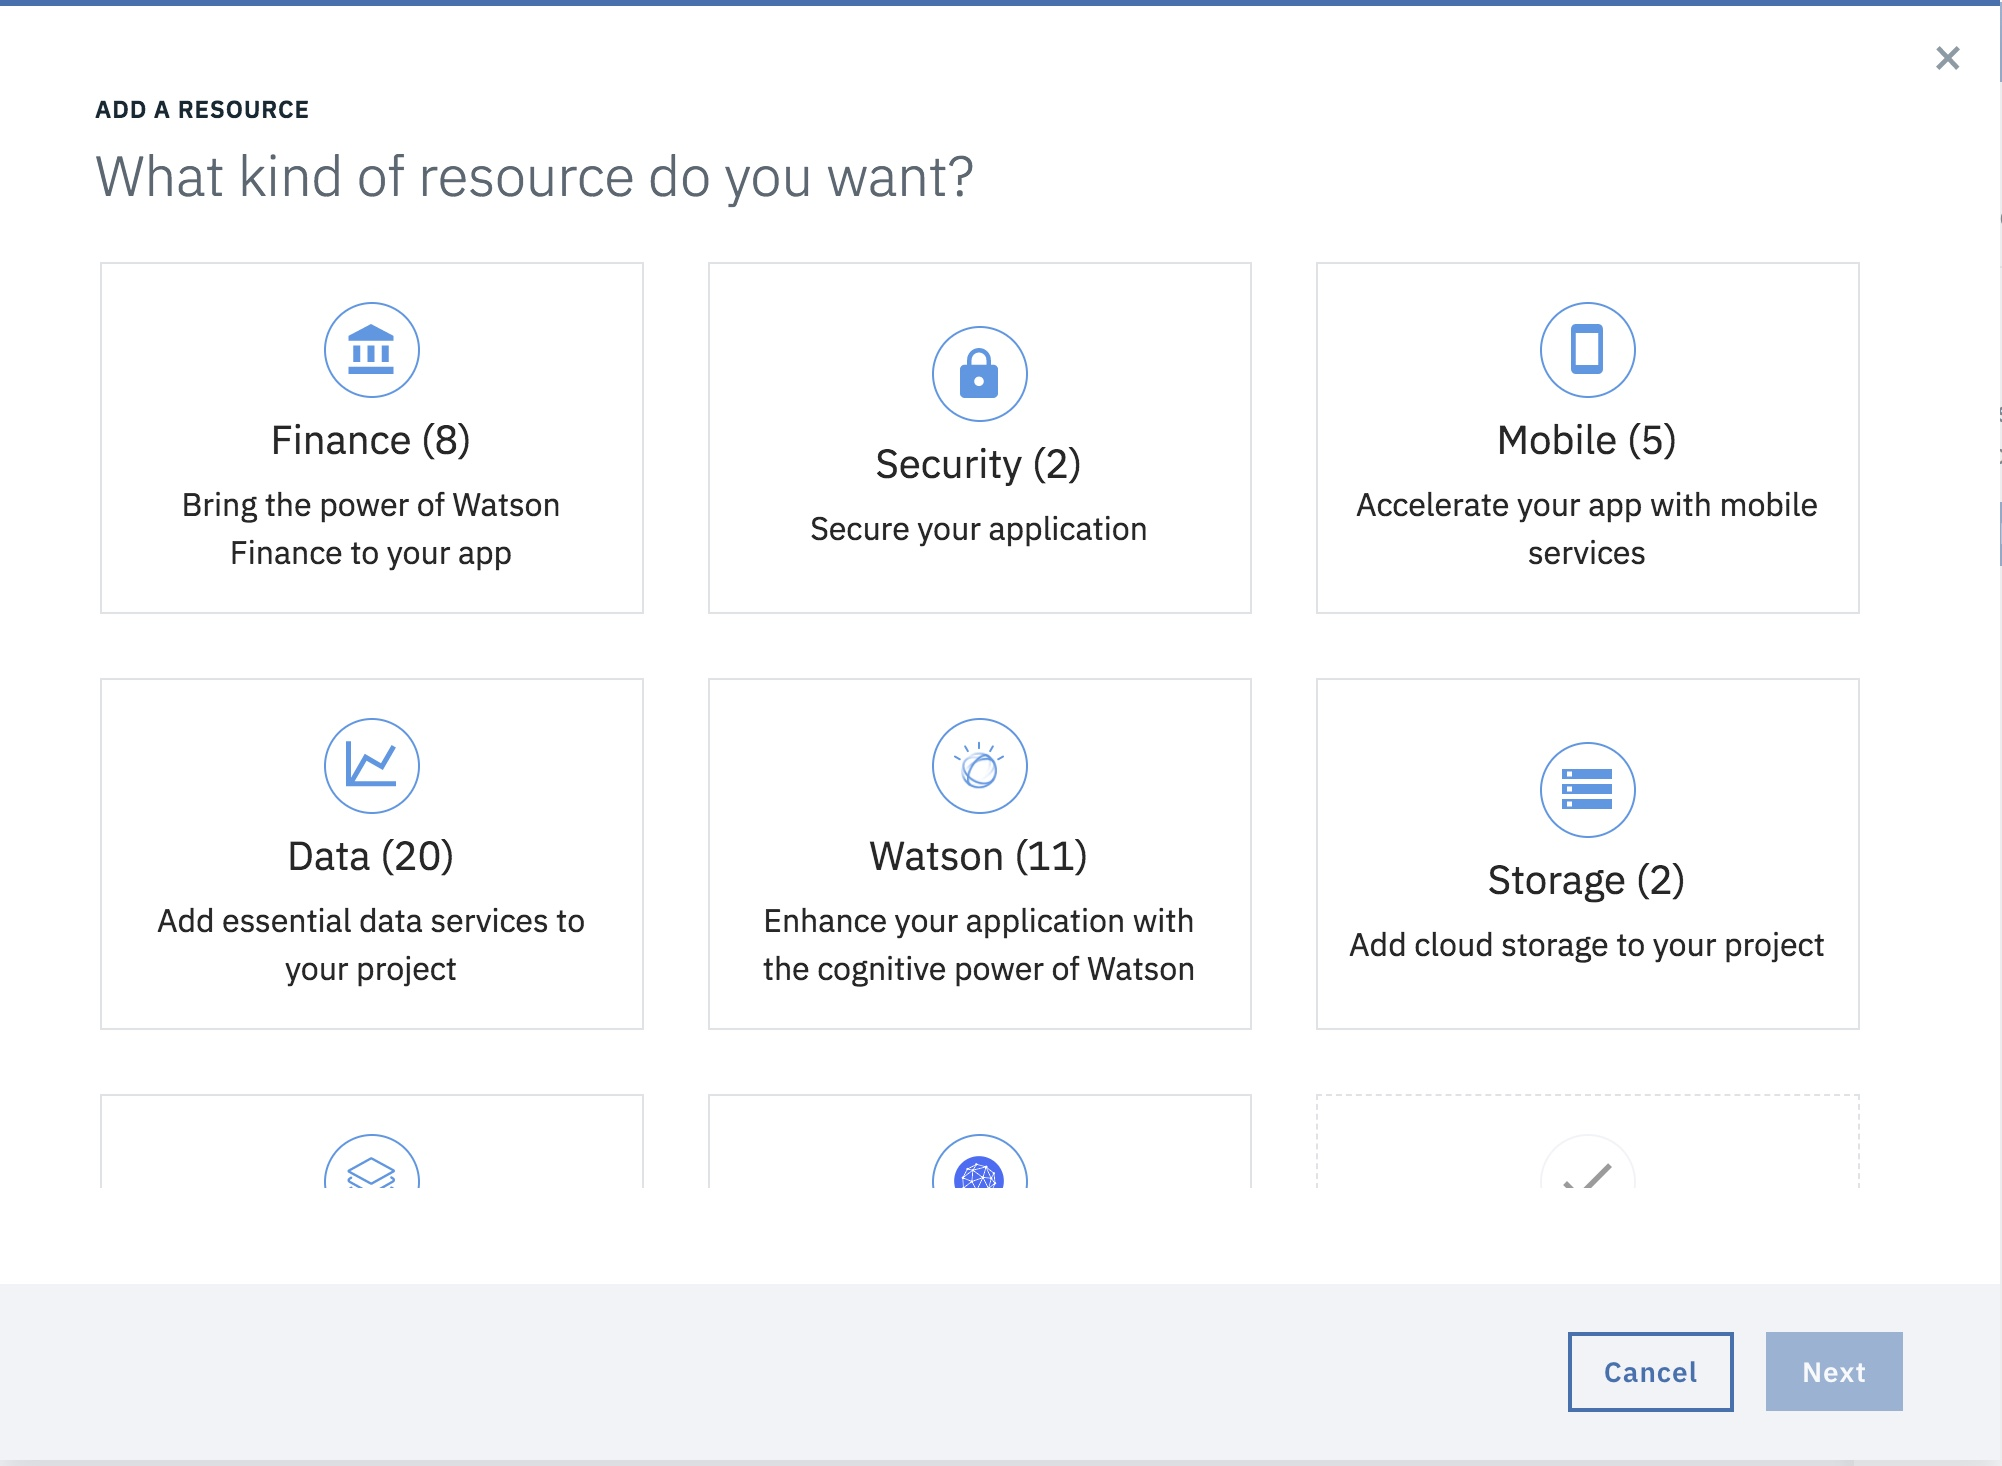 ADD A RESOURCE
What kind of resource do you want?
Finance (8)
Bring the power of Watson
Finance to your app
Security (2)
Secure your application
Mobile (5)
Accelerate your app with mobile
services
Data (20)
Add essential data services to
your project
Watson (11)
Enhance your application with
the cognitive power of Watson
Storage (2)
Add cloud storage to your project
Cancel
Next